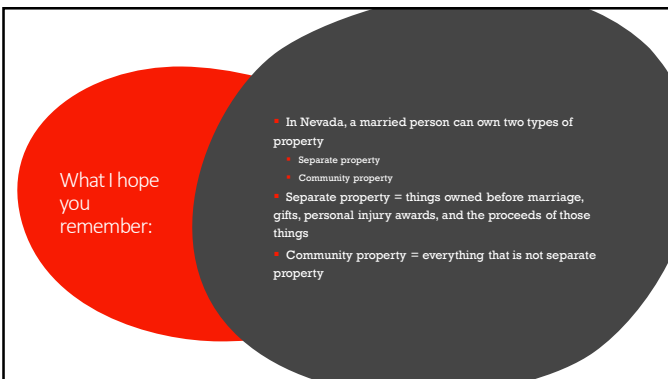 What I hope
you
remember:
▪ In Nevada, a married person can own two types of
property
▪ Separate property
▪ Community property
▪ Separate property = things owned before marriage,
gifts, personal injury awards, and the proceeds of those
things
▪ Community property = everything that is not separate
property